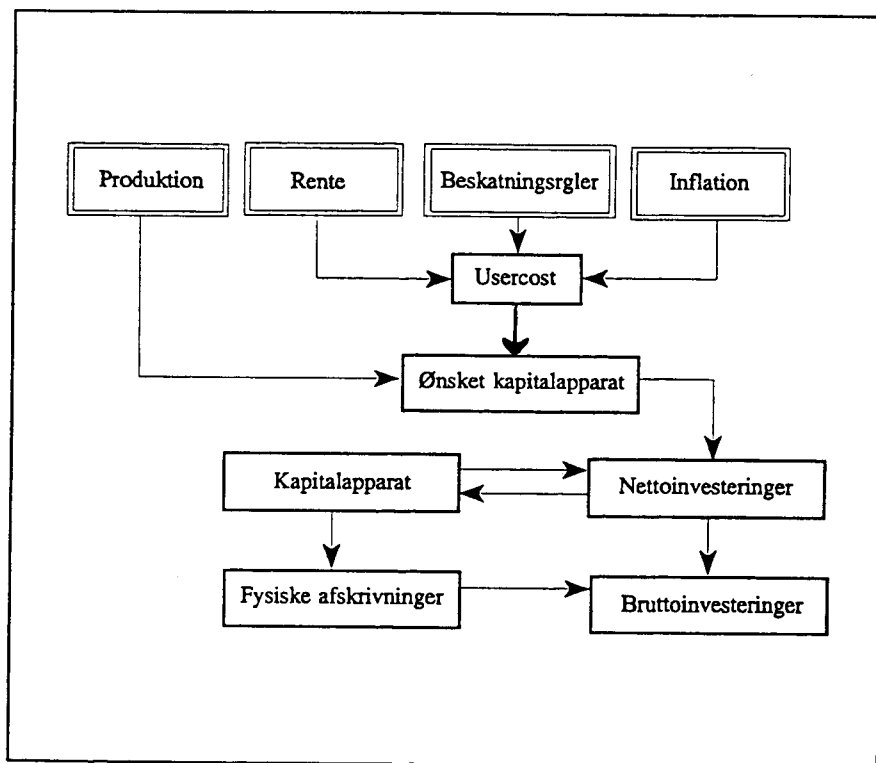 Produktion
Rente
Beskatningsrgler
Inflation
Usercost
Ønsket kapitalapparat
Kapitalapparat
Nettoinvesteringer
Fysiske afskrivninger
Bruttoinvesteringer